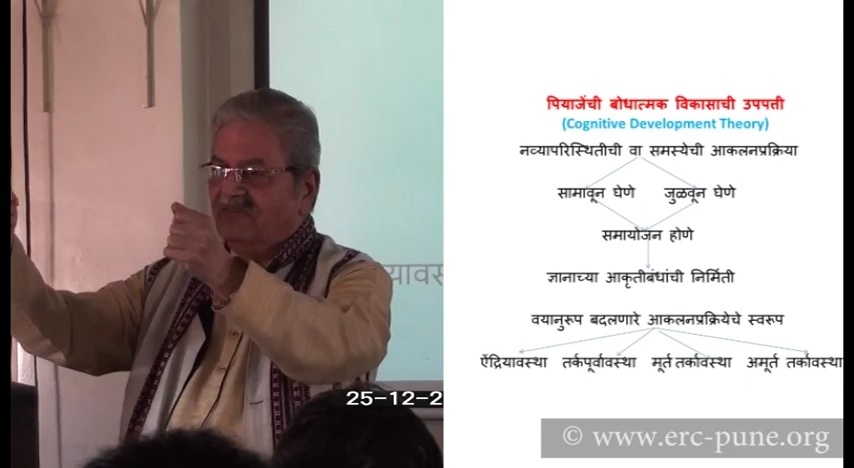 पियाजेंची बोधात्मक विकासाची उपपत्ती
(Cognitive Development Theory)
नव्यापरिस्थितीची वा समस्येची आकलनप्रक्रिया
सामावून घेणे जुळवून घेणे
समायोजन होणे
ज्ञानाच्या आकृतीबंधांची निर्मिती
वयानुरूप बदलणारे आकलनप्रक्रियेचे स्वरूप
ऐंद्रियावस्था तर्कपूर्वावस्था मूर्त तर्कावस्था अमूर्त तर्कावस्था
25-12-2
© www.erc-pune.org